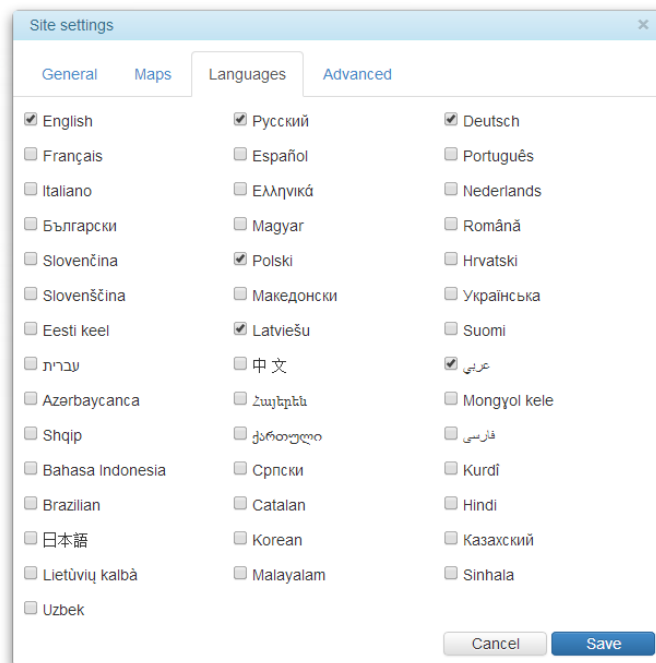 Site settings ×
General Maps Languages Advanced
English Русский Deutsch
Français Español Português
Italiano Ελληνικά Nederlands
Български Magyar Română
Slovenčina Polski Hrvatski
Slovenščina Македонски Українська
Eesti keel Latviešu Suomi
עברית 中 文 عربي
Azərbaycanca Հայերեն Mongɣol kele
Shqip ქართული فارسی
Bahasa Indonesia Српски Kurdî
Brazilian Catalan Hindi
日本語 Korean Казахский
Lietùvių kalbà Malayalam Sinhala
Uzbek
Cancel Save